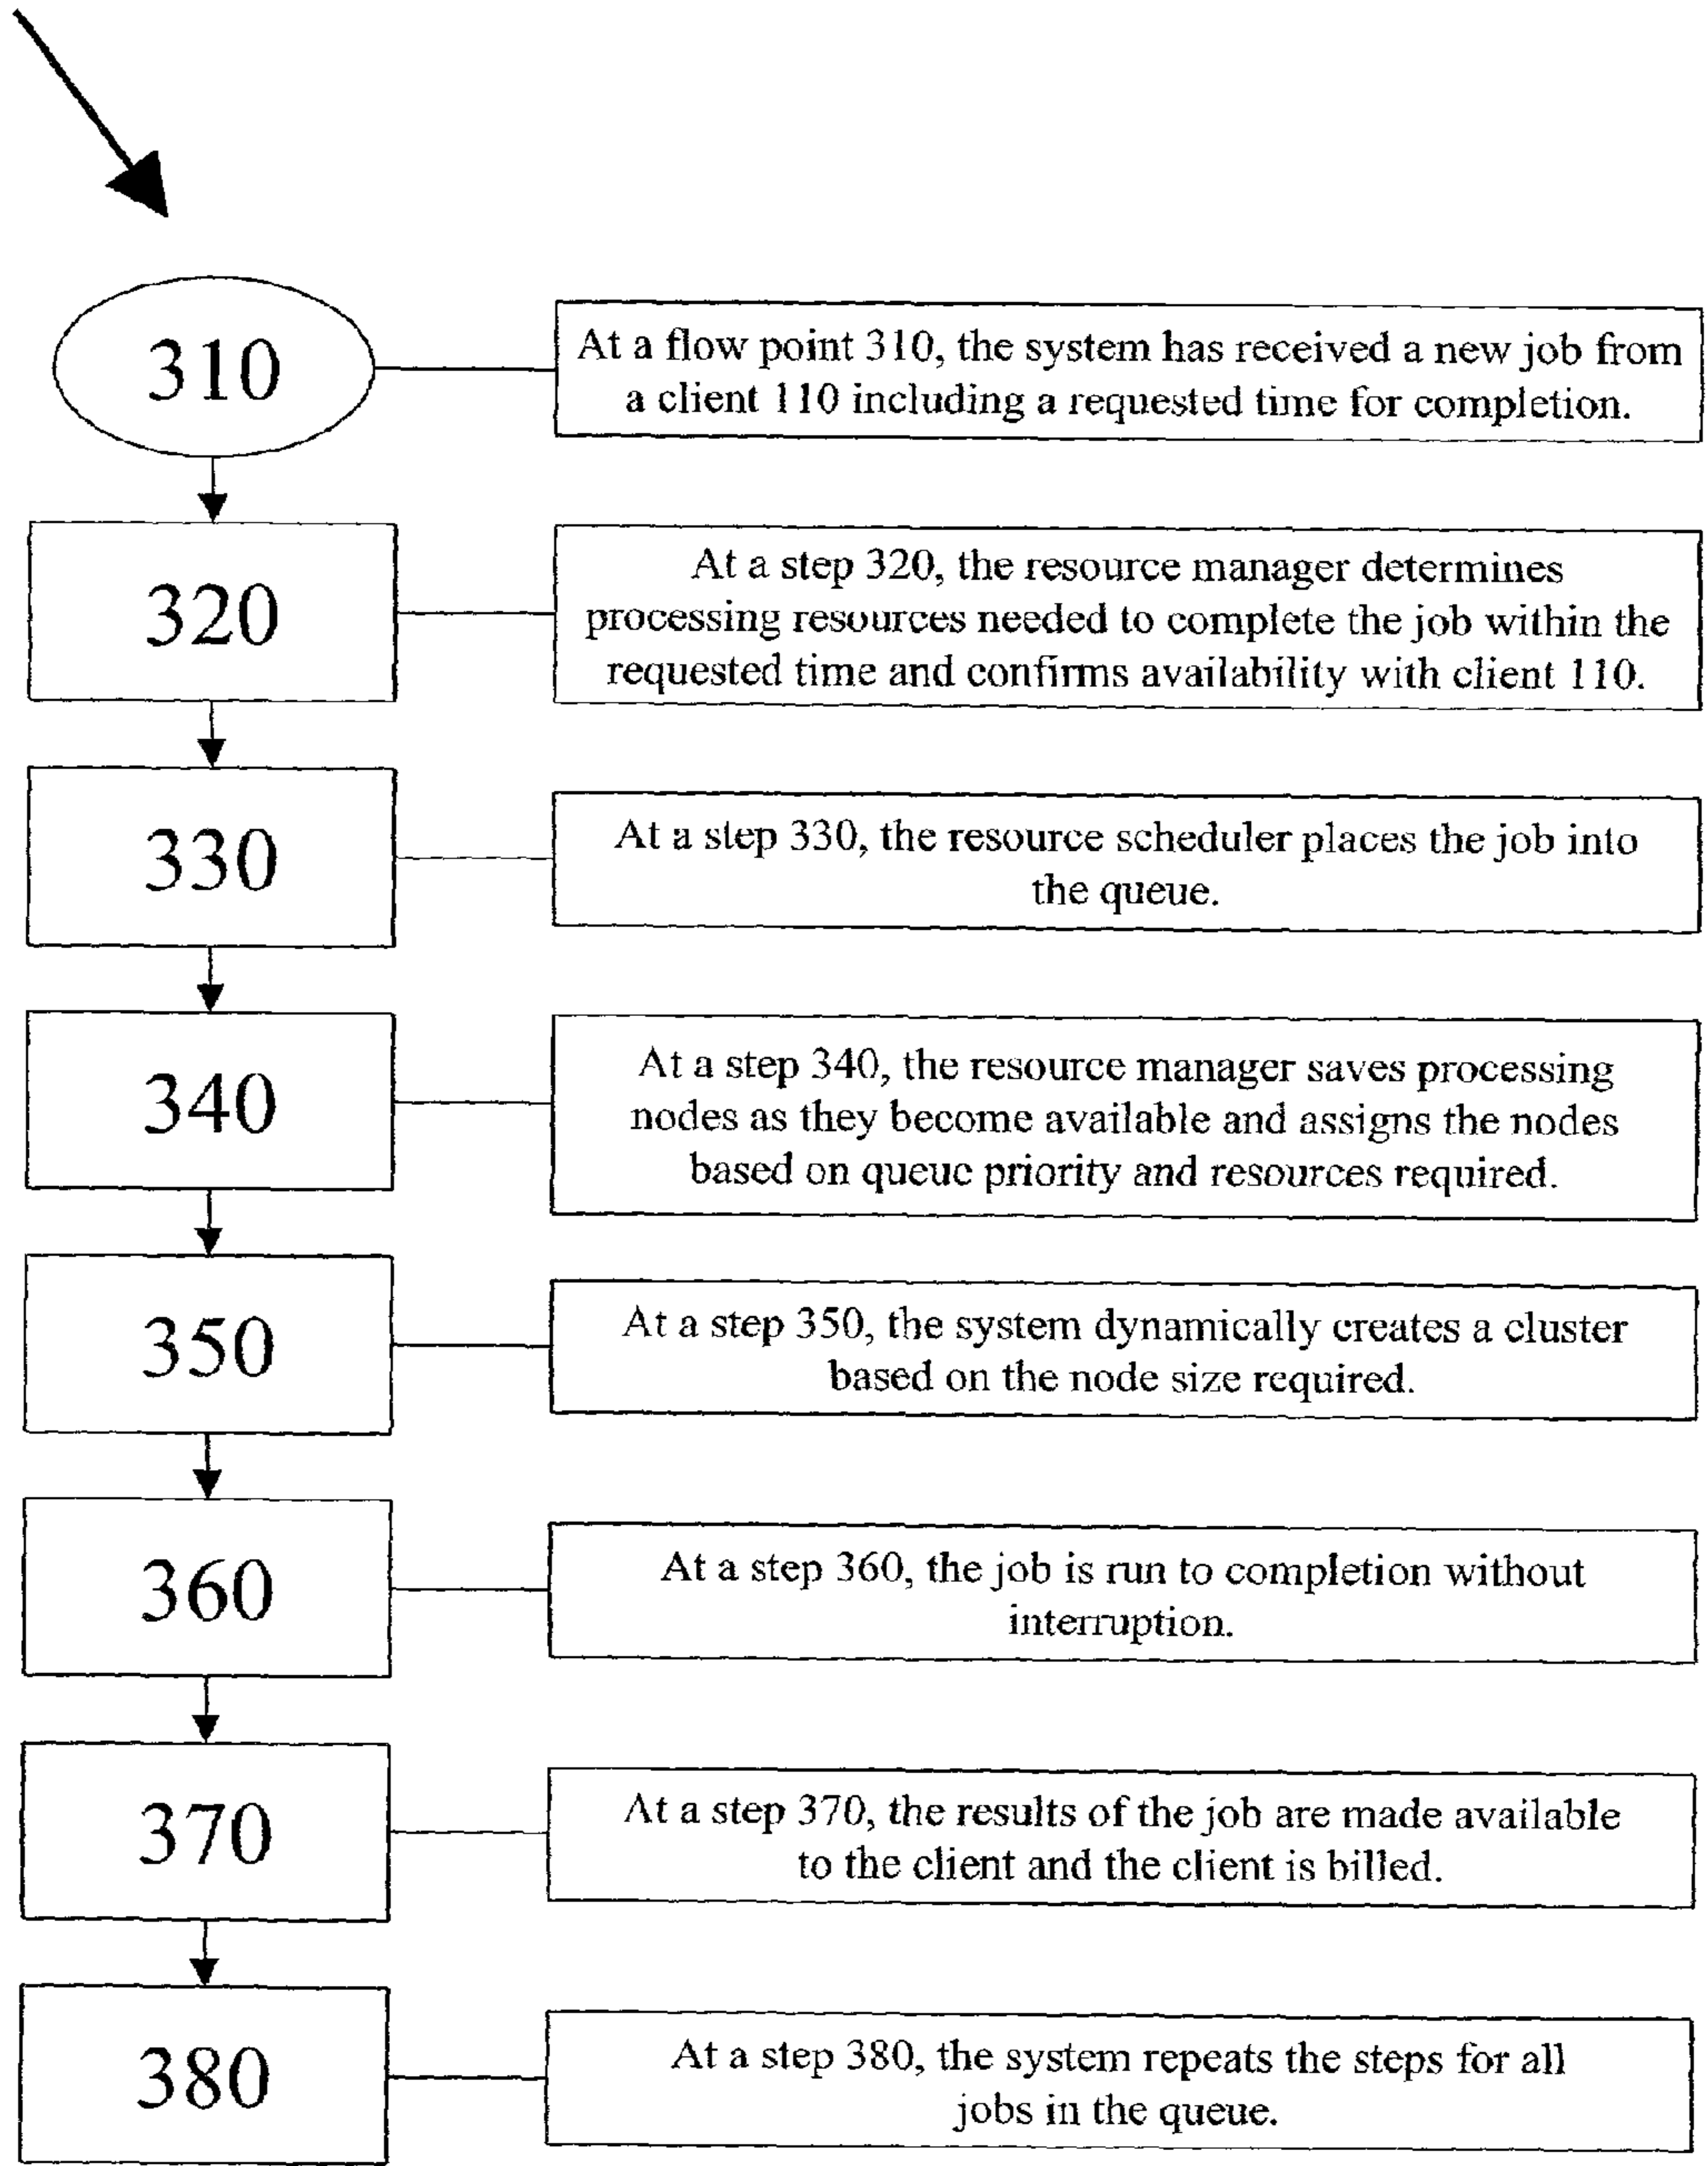 310
At a flow point 310, the system has received a new job from
a client 110 including a requested time for completion.
320
At a step 320, the resource manager determines
processing resources needed to complete the job within the
requested time and confirms availability with client 110.
330
At a step 330, the resource scheduler places the job into
the queue.
340
At a step 340, the resource manager saves processing
nodes as they become available and assigns the nodes
based on queue priority and resources required.
350
At a step 350, the system dynamically creates a cluster
based on the node size required.
360
At a step 360, the job is run to completion without
interruption.
370
At a step 370, the results of the job are made available
to the client and the client is billed.
380
At a step 380, the system repeats the steps for all
jobs in the queue.